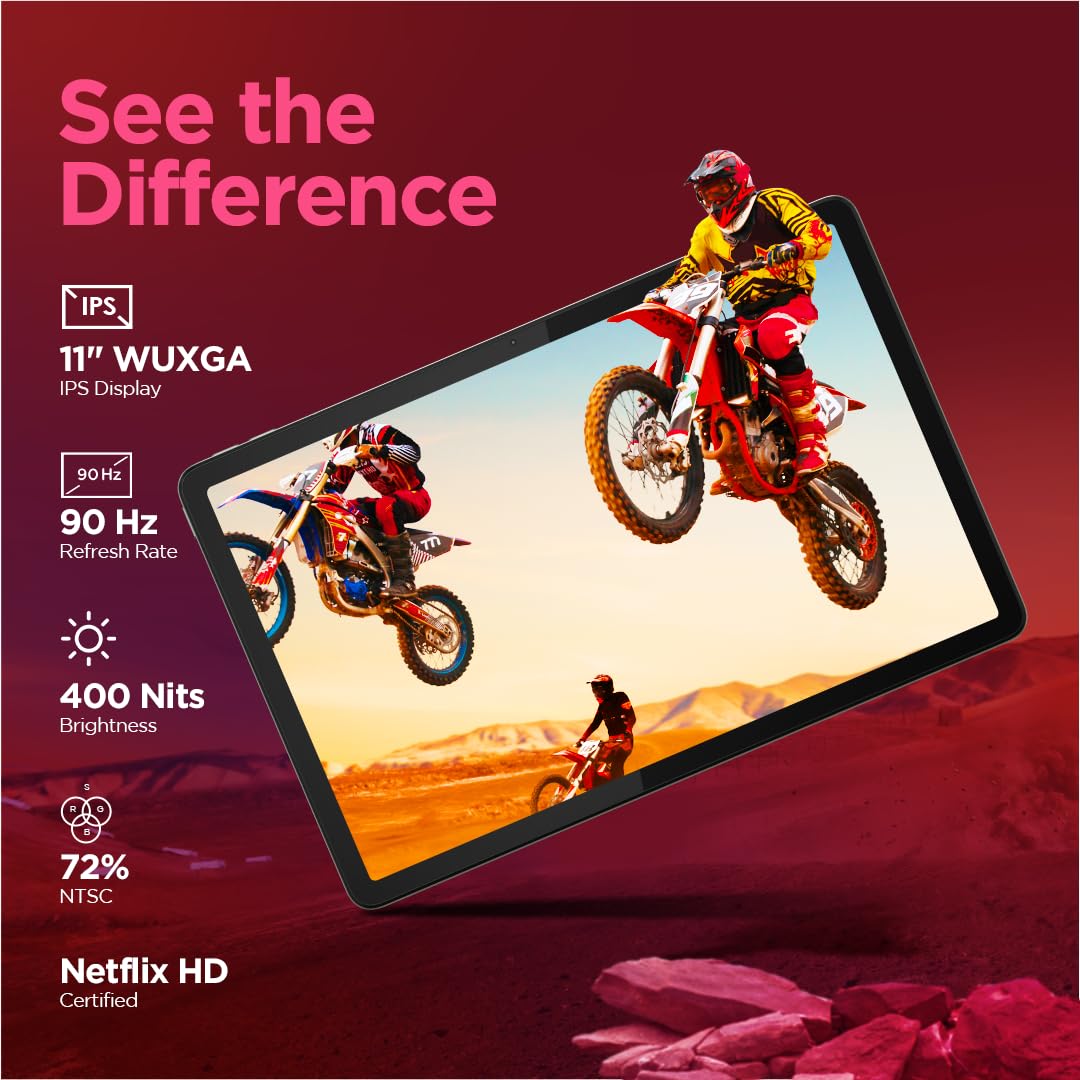 See the
Difference
IPS
11" WUXGA
IPS Display
90 Hz
90 Hz
Refresh Rate
400 Nits
Brightness
S
R G
B
72%
NTSC
Netflix HD
Certified